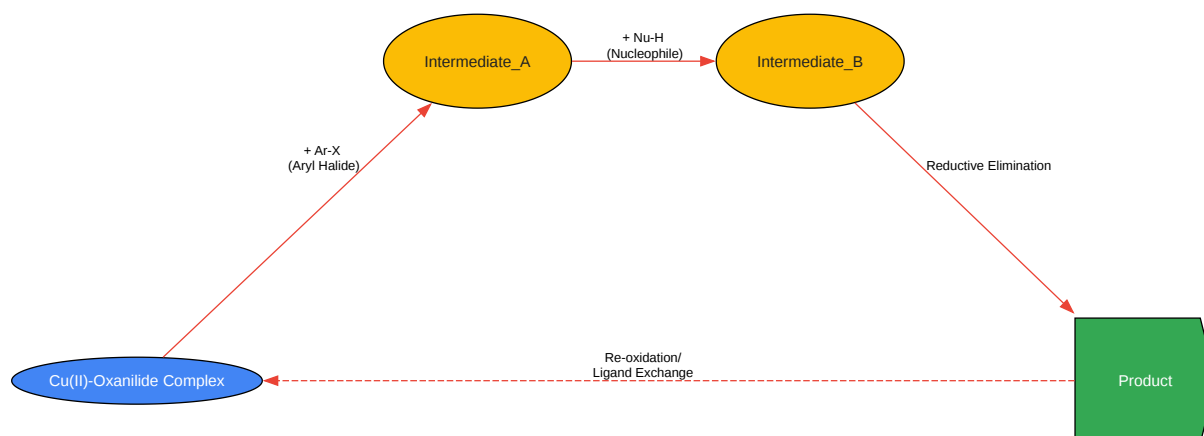 + Nu-H
(Nucleophile)
Intermediate_A
Intermediate_B
+ Ar-X
(Aryl Halide)
Reductive Elimination
Re-oxidation/
Ligand Exchange
Cu(II)-Oxanilide Complex
Product